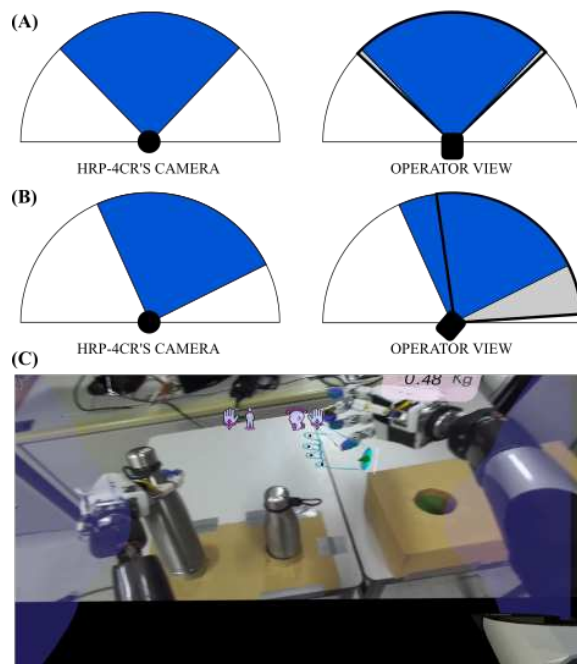 (A)
HRP-4CR'S CAMERA
OPERATOR VIEW
(B)
HRP-4CR'S CAMERA
OPERATOR VIEW
(C)
0.48 Kg